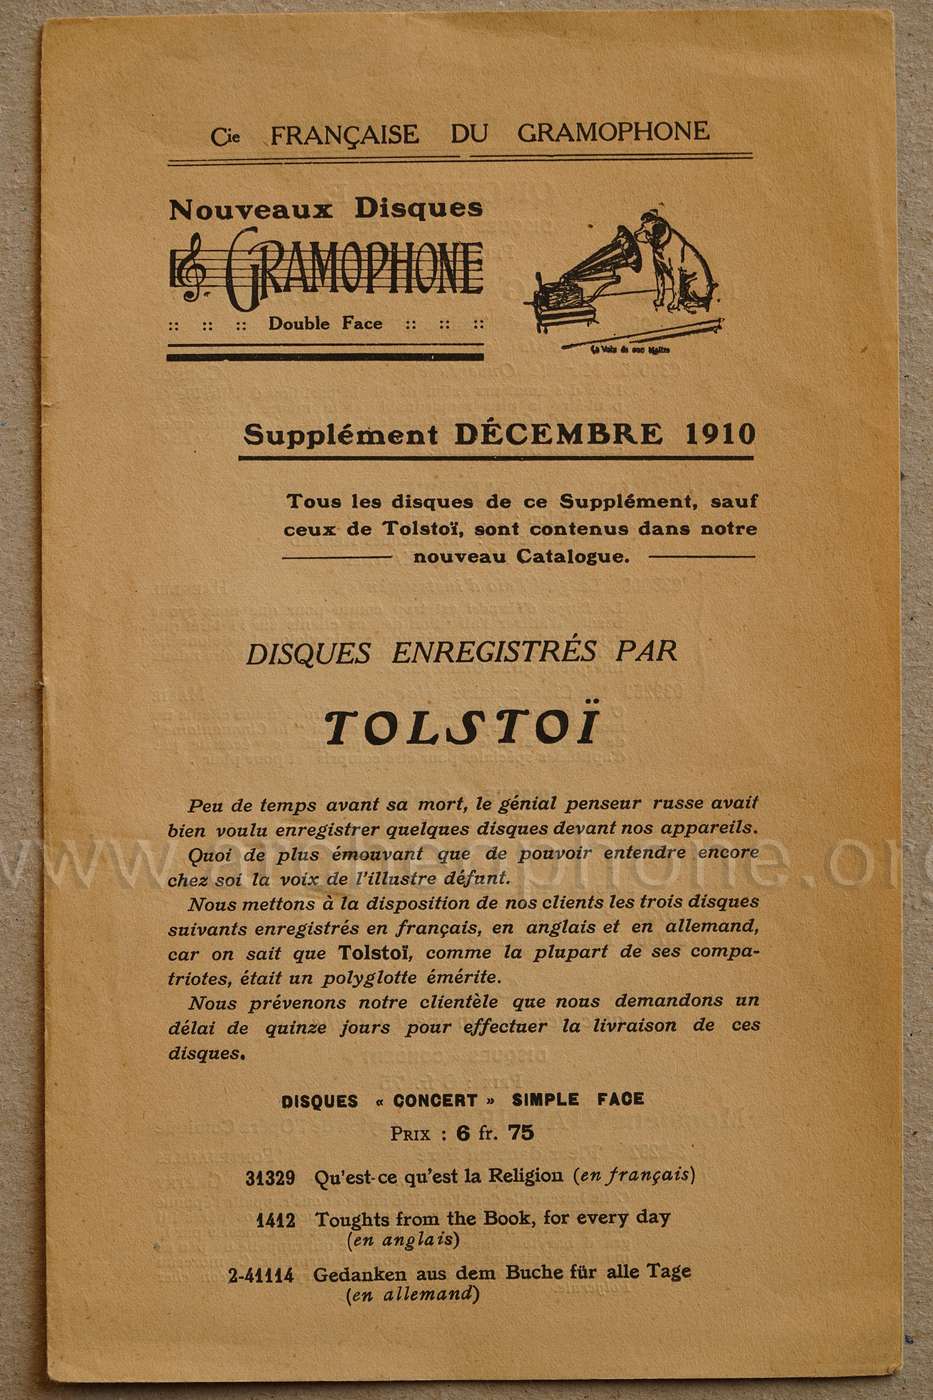 Cie FRANÇAISE DU GRAMOPHONE
Nouveaux Disques
GRAMOPHONE
:: :: :: Double Face :: :: ::
La Voix de son Maître
Supplément DÉCEMBRE 1910
Tous les disques de ce Supplément, sauf
ceux de Tolstoï, sont contenus dans notre
nouveau Catalogue.
DISQUES ENREGISTRÉS PAR
TOLSTOÏ
Peu de temps avant sa mort, le génial penseur russe avait
bien voulu enregistrer quelques disques devant nos appareils.
Quoi de plus émouvant que de pouvoir entendre encore
chez soi la voix de l'illustre défunt.
Nous mettons à la disposition de nos clients les trois disques
suivants enregistrés en français, en anglais et en allemand,
car on sait que Tolstoï, comme la plupart de ses compa-
triotes, était un polyglotte émérite.
Nous prévenons notre clientèle que nous demandons un
délai de quinze jours pour effectuer la livraison de ces
disques.
DISQUES « CONCERT » SIMPLE FACE
PRIX : 6 fr. 75
31329 Qu'est-ce qu'est la Religion (en français)
1412 Toughts from the Book, for every day
(en anglais)
2-41114 Gedanken aus dem Buche für alle Tage
(en allemand)